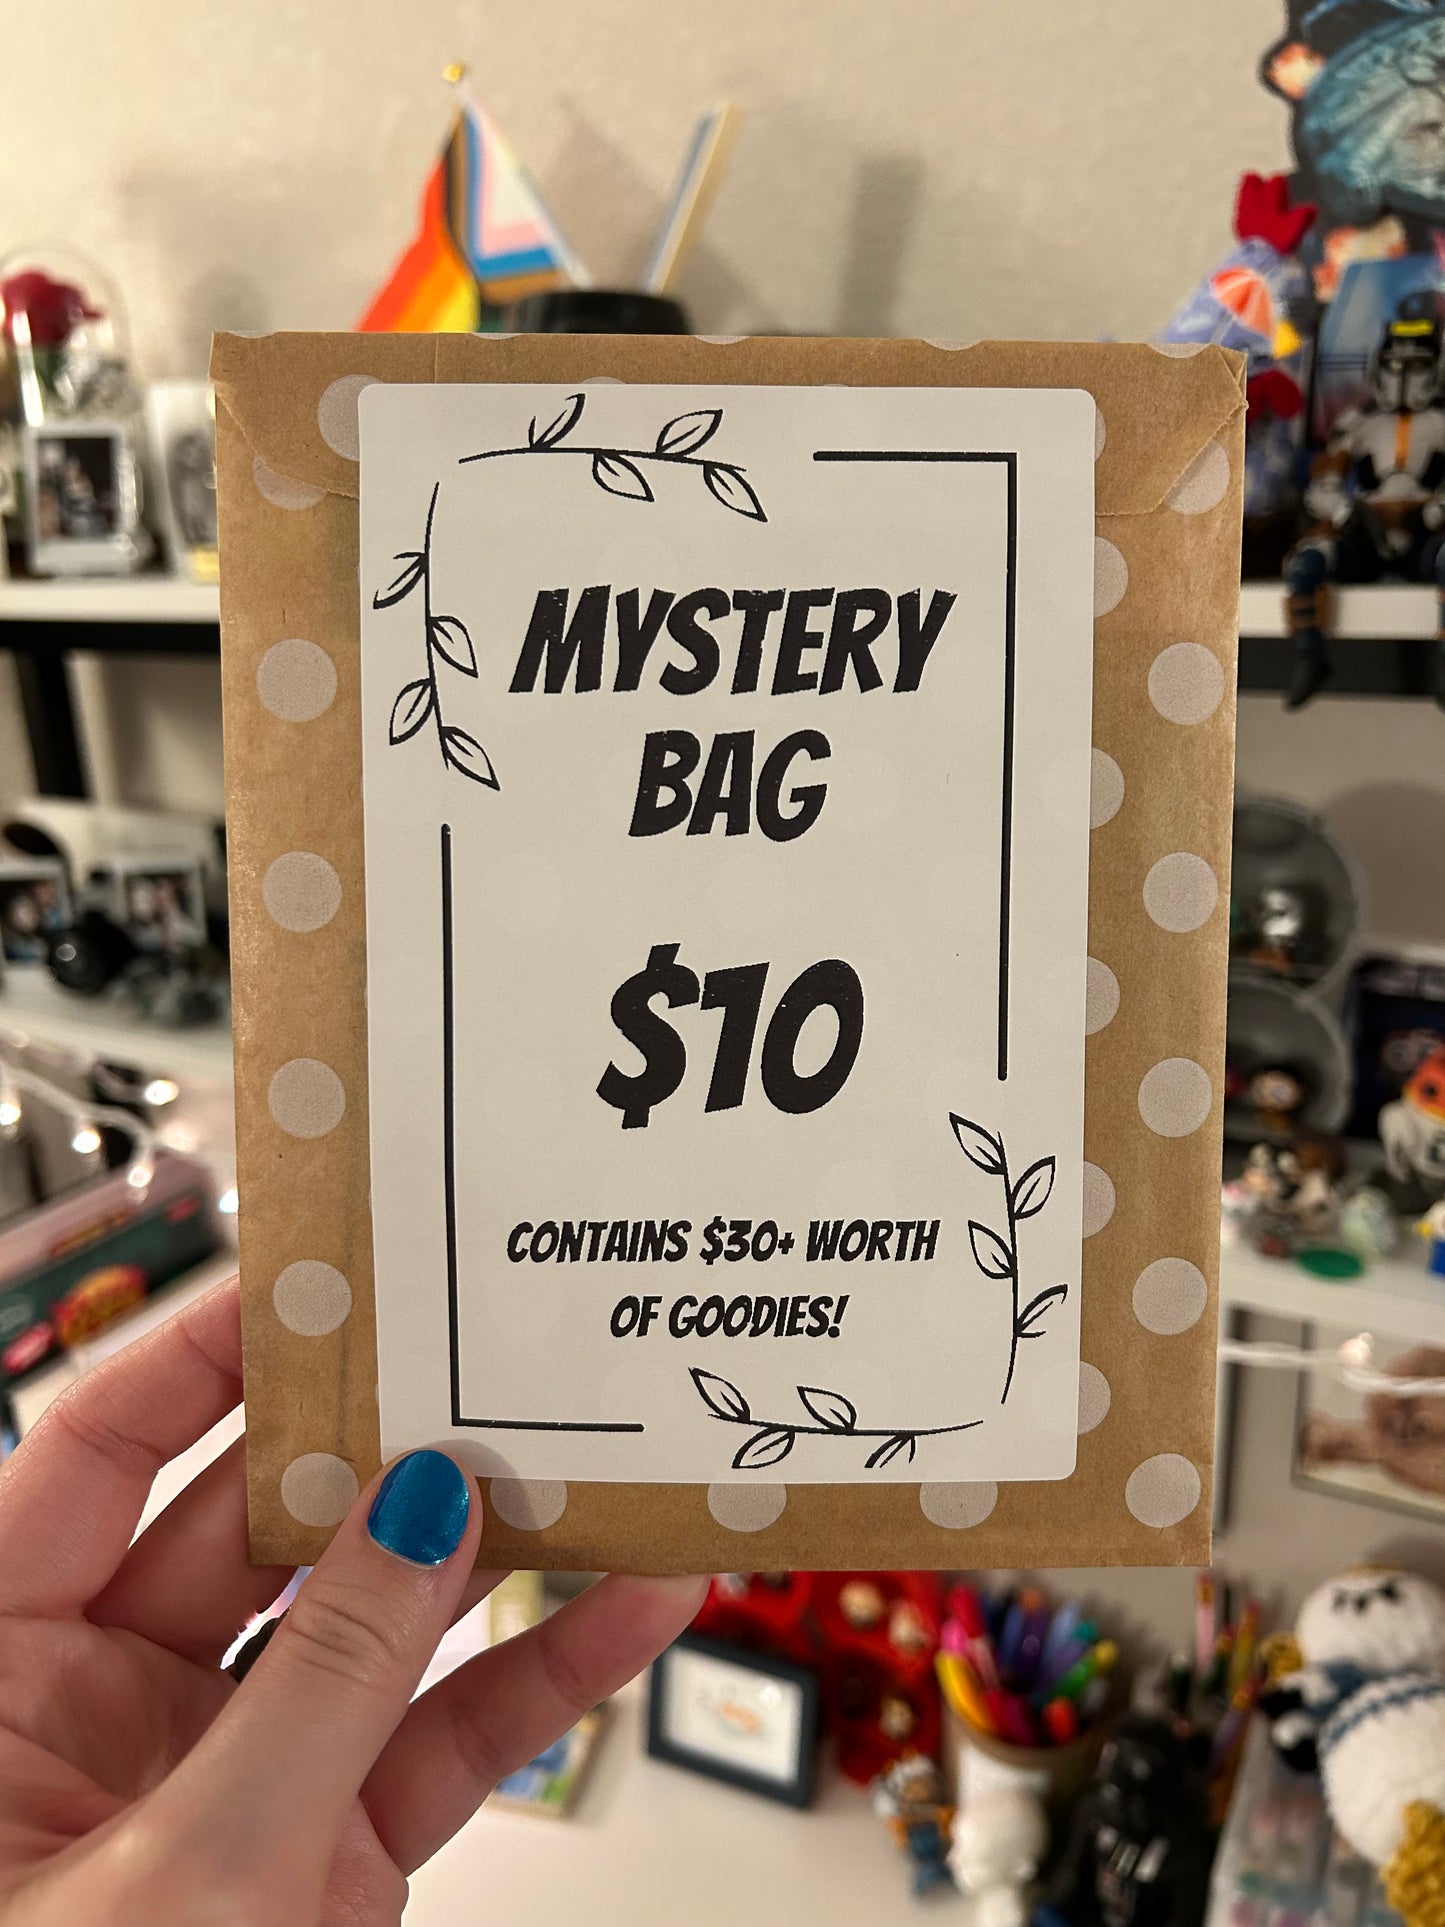 MYSTERY
BAG
$10
CONTAINS $30+ WORTH
OF GOODIES!